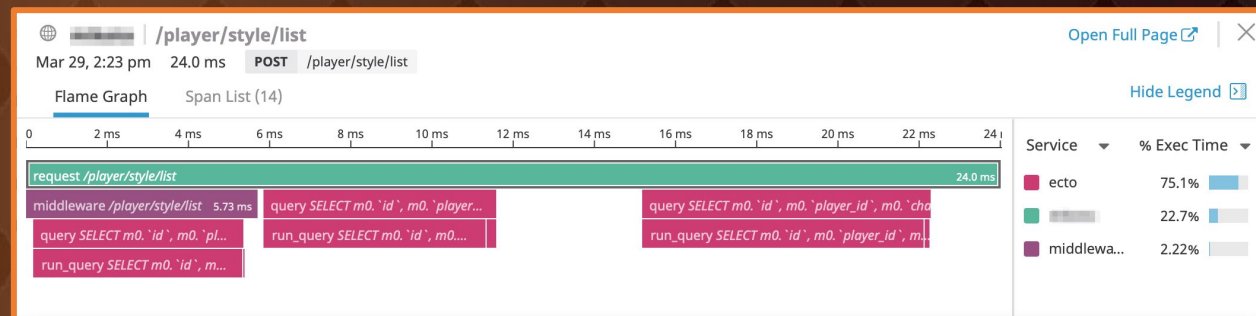 /player/style/list
Open Full Page
Mar 29, 2:23 pm 24.0 ms POST /player/style/list
Flame Graph Span List (14)
Hide Legend
0 2 ms 4 ms 6 ms 8 ms 10 ms 12 ms 14 ms 16 ms 18 ms 20 ms 22 ms 24
Service % Exec Time
request /player/style/list 24.0 ms
ecto 75.1%
middleware /player/style/list 5.73 ms query SELECT m0.`id`, m0.`player... query SELECT m0.`id`, m0.`player_id`, m0.`cha
22.7%
query SELECT m0.`id`, m0.`pl... run_query SELECT m0.`id`, m0.... run_query SELECT m0.`id`, m0.`player_id`, m...
middlewa... 2.22%
run_query SELECT m0.`id`, m...